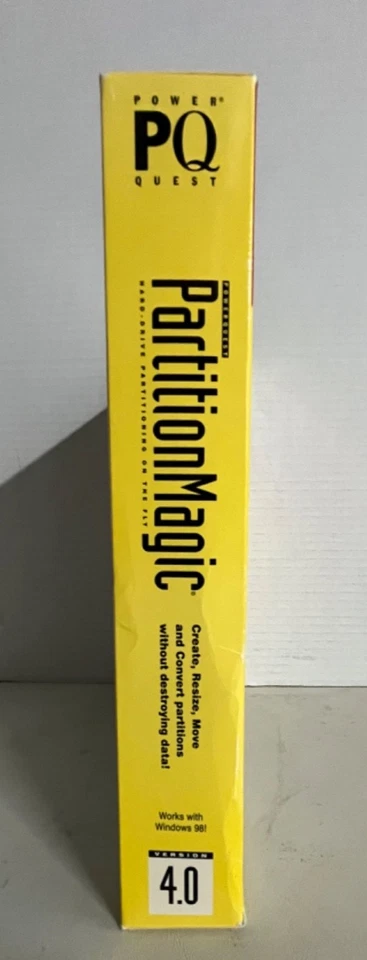 POWER®
PQ
QUEST
POWERQUEST
PartitionMagic®
HARD-DRIVE PARTITIONING ON THE FLY
Create, Resize, Move
and Convert partitions
without destroying data!
Works with
Windows 98!
VERSION
4.0